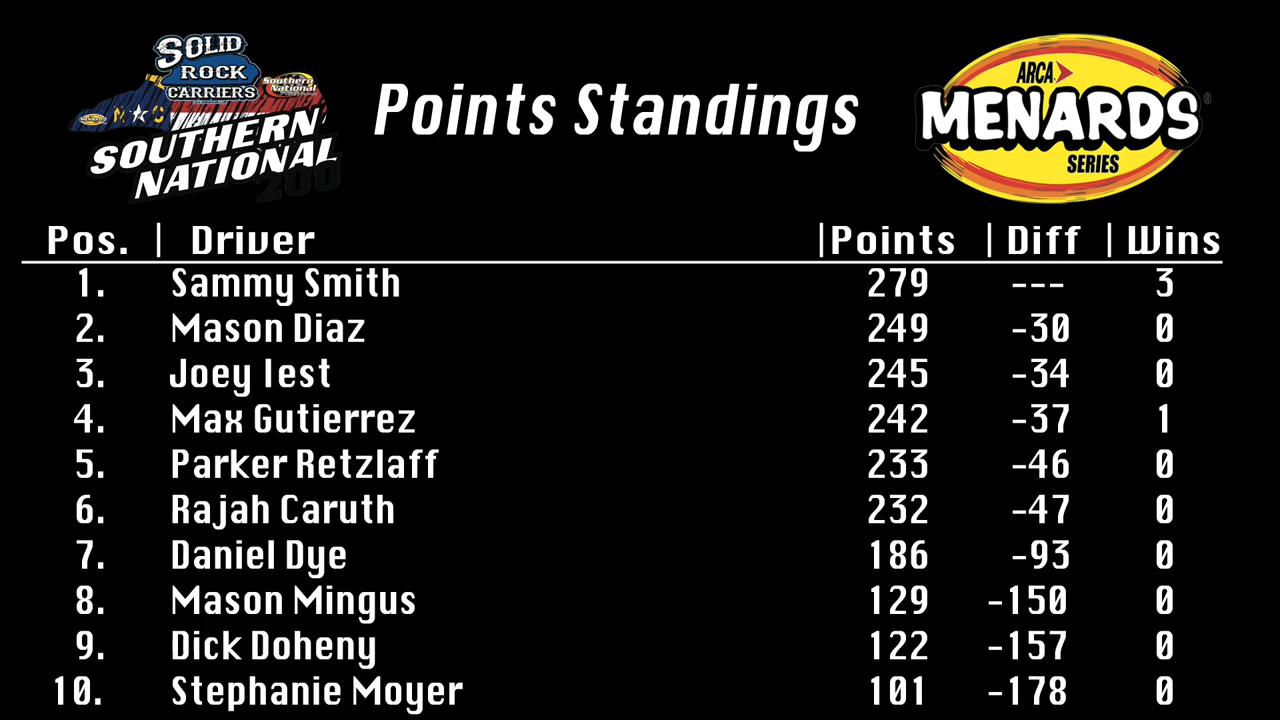 SOLID
ROCK
CARRIERS
Southern
National
N C
SOUTHERN
NATIONAL
200
Points Standings
ARCA
MENARDS®
SERIES
Pos. | Driver |Points | Diff | Wins
1. Sammy Smith 279 --- 3
2. Mason Diaz 249 -30 0
3. Joey Iest 245 -34 0
4. Max Gutierrez 242 -37 1
5. Parker Retzlaff 233 -46 0
6. Rajah Caruth 232 -47 0
7. Daniel Dye 186 -93 0
8. Mason Mingus 129 -150 0
9. Dick Doheny 122 -157 0
10. Stephanie Moyer 101 -178 0